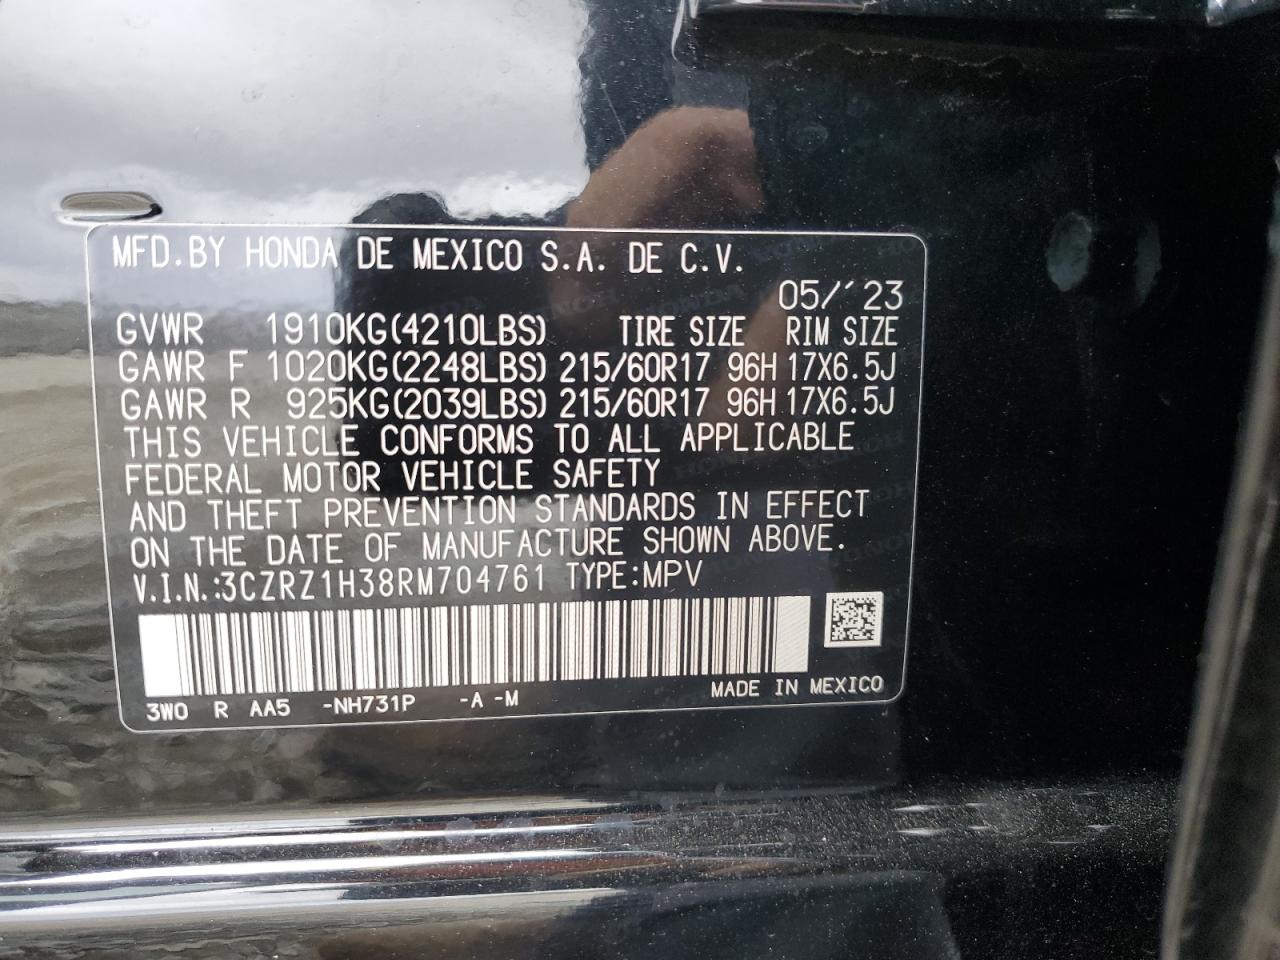 MFD.BY HONDA DE MEXICO S.A. DE C.V.
05/'23
GVWR 1910KG(4210LBS) TIRE SIZE RIM SIZE
GAWR F 1020KG(2248LBS) 215/60R17 96H 17X6.5J
GAWR R 925KG(2039LBS) 215/60R17 96H 17X6.5J
THIS VEHICLE CONFORMS TO ALL APPLICABLE
FEDERAL MOTOR VEHICLE SAFETY
AND THEFT PREVENTION STANDARDS IN EFFECT
ON THE DATE OF MANUFACTURE SHOWN ABOVE.
V.I.N.:3CZRZ1H38RM704761 TYPE:MPV
3W0 R AA5 -NH731P -A -M MADE IN MEXICO